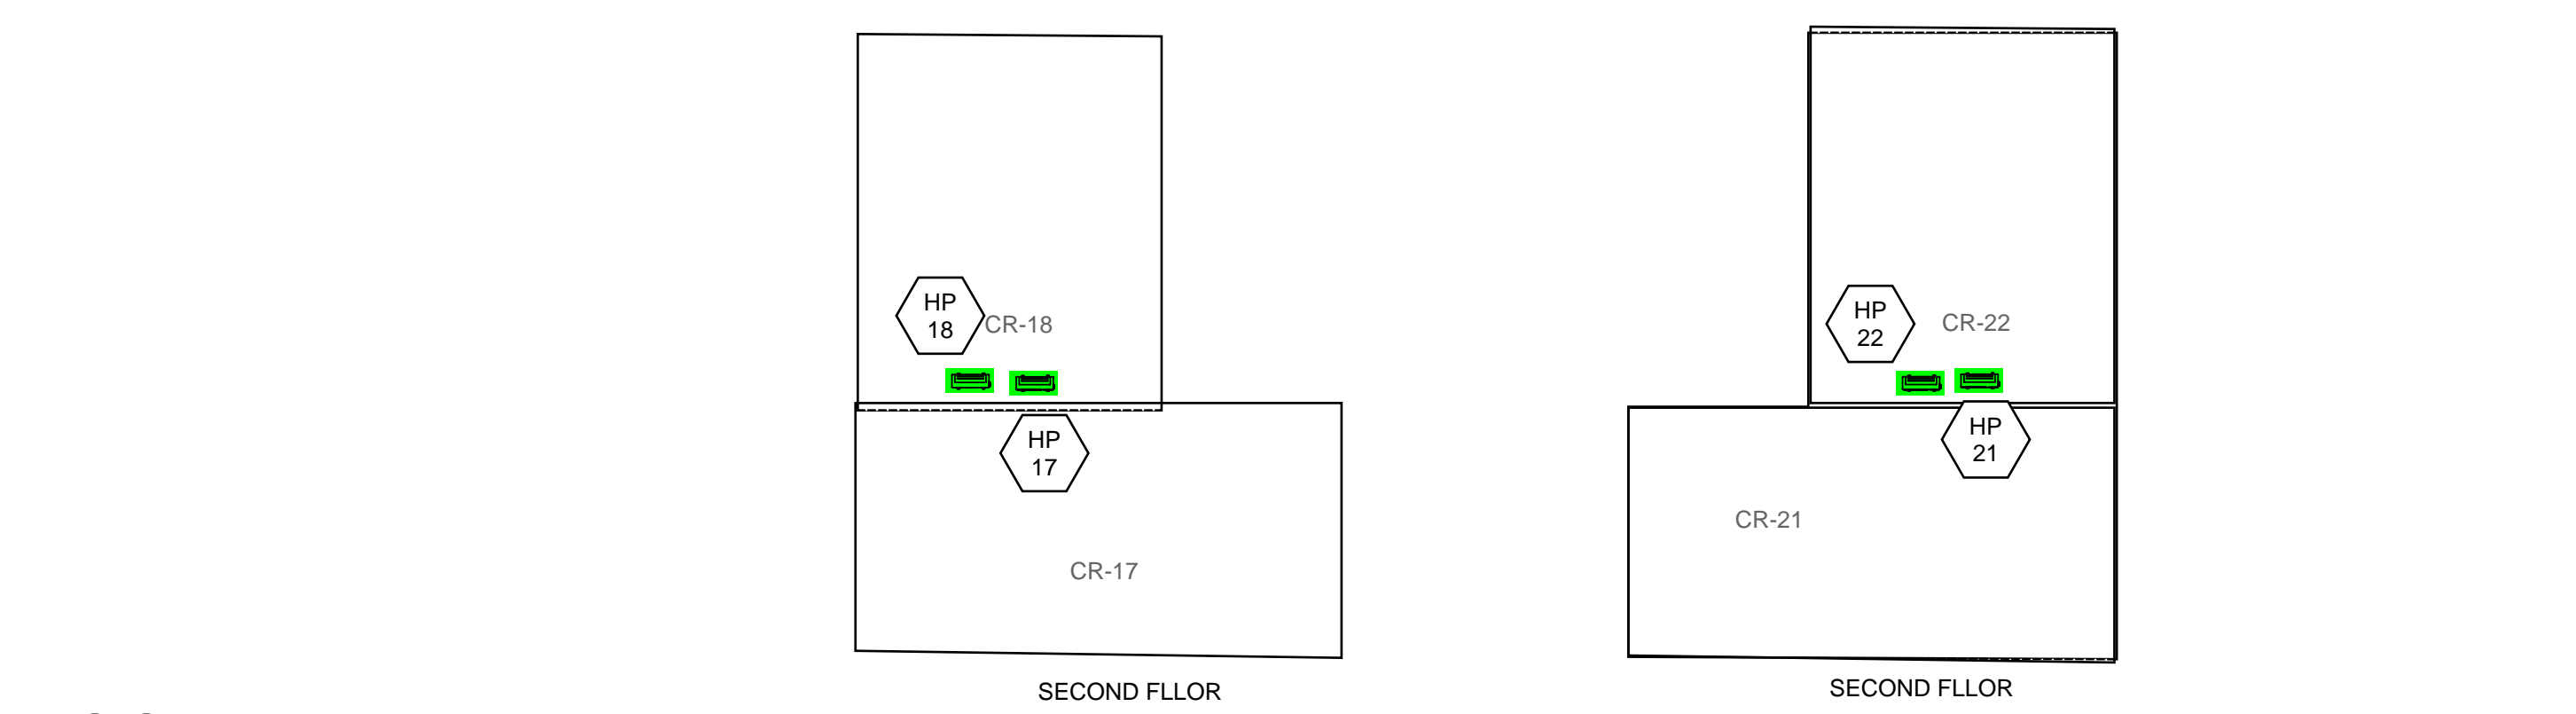 HP
18
CR-18
HP
17
CR-17
SECOND FLLOR
HP
22
CR-22
HP
21
CR-21
SECOND FLLOR